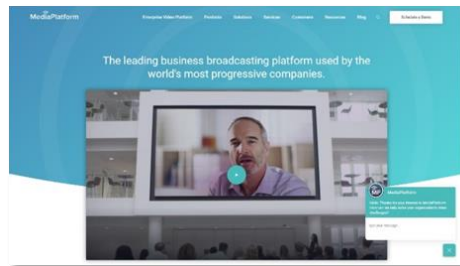 MediaPlatform
Enterprise Video Platform Products Solutions Services Customers Resources Blog Schedule a Demo
The leading business broadcasting platform used by the
world's most progressive companies.
MediaPlatform